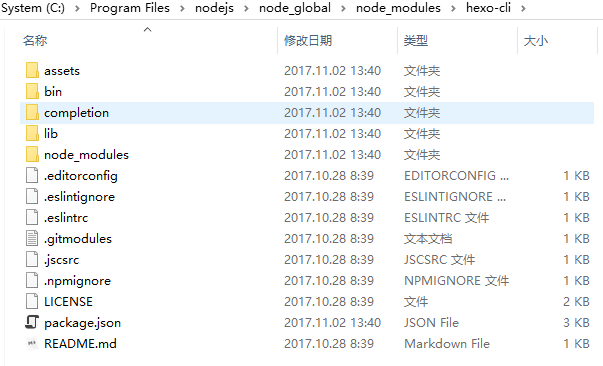 System (C:) › Program Files › nodejs › node_global › node_modules › hexo-cli ›
名称 修改日期 类型 大小
assets 2017.11.02 13:40 文件夹
bin 2017.11.02 13:40 文件夹
completion 2017.11.02 13:40 文件夹
lib 2017.11.02 13:40 文件夹
node_modules 2017.11.02 13:40 文件夹
.editorconfig 2017.10.28 8:39 EDITORCONFIG ... 1 KB
.eslintignore 2017.10.28 8:39 ESLINTIGNORE ... 1 KB
.eslintrc 2017.10.28 8:39 ESLINTRC 文件 1 KB
.gitmodules 2017.10.28 8:39 文本文档 1 KB
.jscsrc 2017.10.28 8:39 JSCSRC 文件 1 KB
.npmignore 2017.10.28 8:39 NPMIGNORE 文件 1 KB
LICENSE 2017.10.28 8:39 文件 2 KB
package.json 2017.11.02 13:40 JSON File 3 KB
README.md 2017.10.28 8:39 Markdown File 1 KB